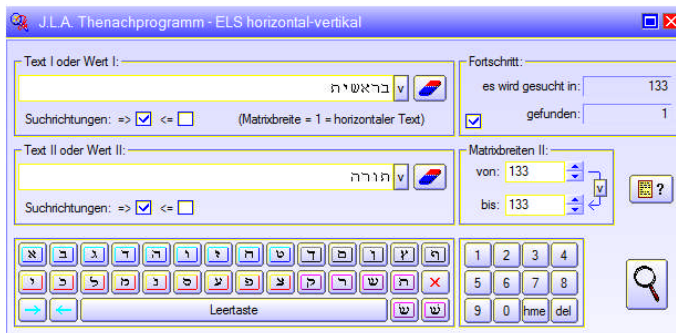 J.L.A. Thenachprogramm - ELS horizontal-vertikal
Text I oder Wert I:
בראשית v
Suchrichtungen: => <= (Matrixbreite = 1 = horizontaler Text)
Fortschritt:
es wird gesucht in: 133
gefunden: 1
Text II oder Wert II:
תורה v
Suchrichtungen: => <=
Matrixbreiten II:
von: 133
v
bis: 133
?
א ב ג ד ה ו ז ח ט ך ם ן ץ ף
י כ ל מ נ ס ע פ צ ק ר ש ת ×
→ ← Leertaste שׂ שׁ
1 2 3 4
5 6 7 8
9 0 hme del